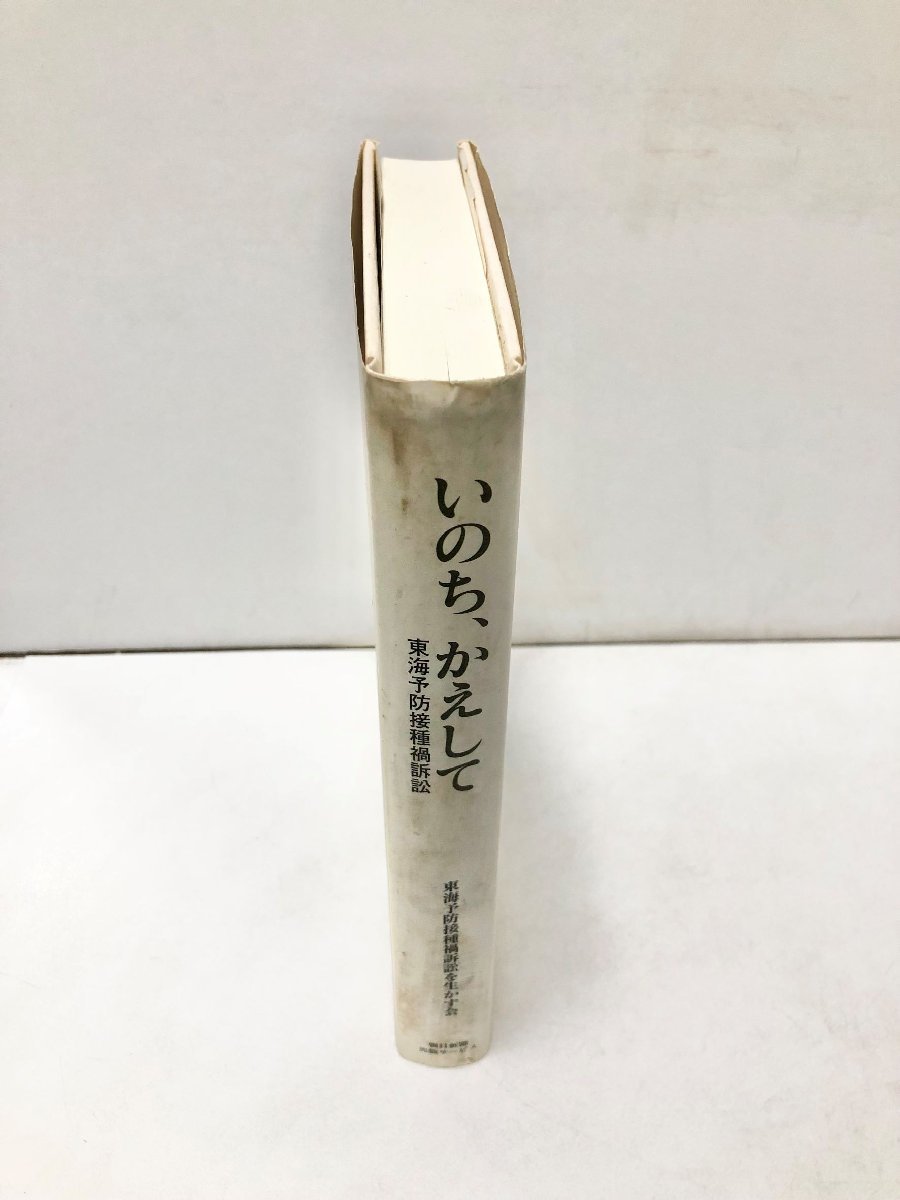 いのち、かえして
東海予防接種禍訴訟
東海予防接種禍訴訟を生かす会